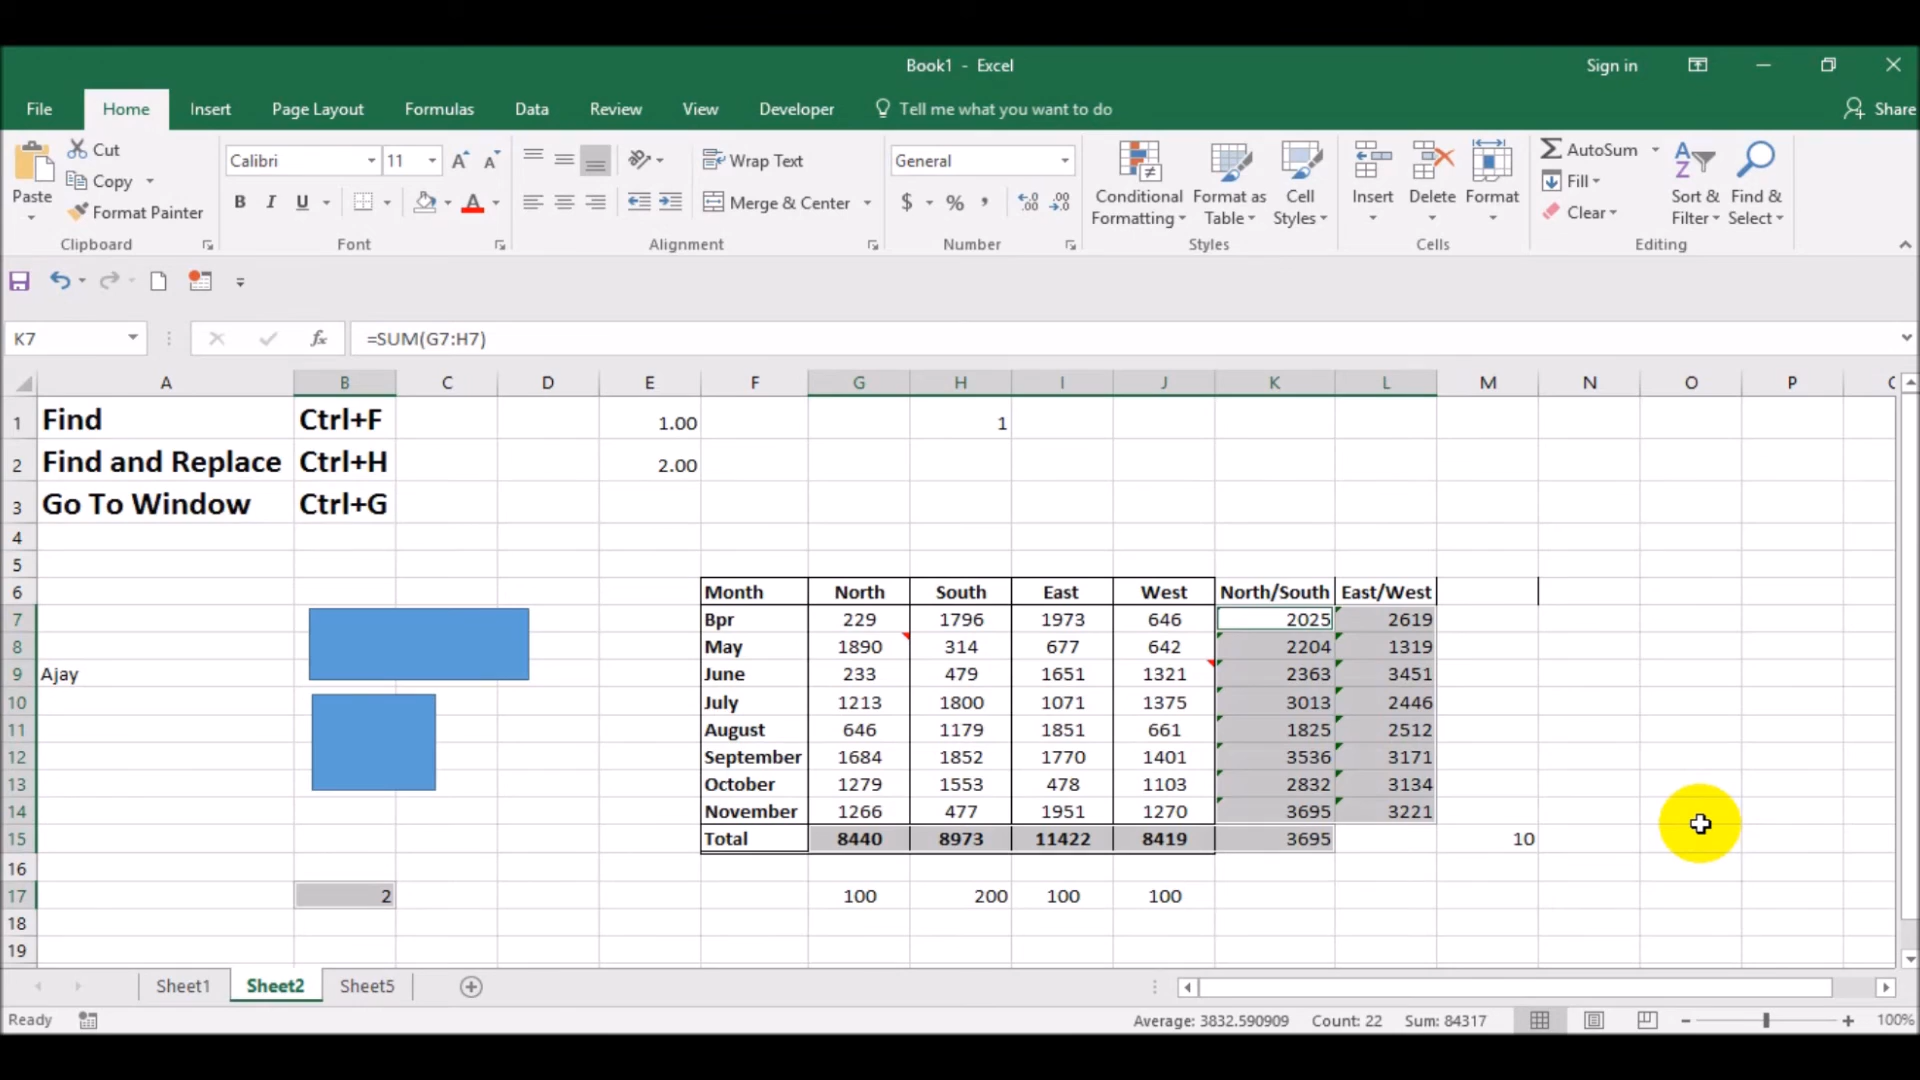 Book1 - Excel
Sign in
File Home Insert Page Layout Formulas Data Review View Developer Tell me what you want to do Share
Paste
Cut
Copy
Format Painter
Clipboard
Calibri 11
B I U A
Font
Wrap Text
Merge & Center
Alignment
General
$ % ,
Number
Conditional Formatting
Format as Table
Cell Styles
Styles
Insert Delete Format
Cells
AutoSum
Fill
Clear
Sort & Filter
Find & Select
Editing
K7 fx =SUM(G7:H7)
A B C D E F G H I J K L M N O P
1 Find Ctrl+F 1.00 1
2 Find and Replace Ctrl+H 2.00
3 Go To Window Ctrl+G
4
5
6 Month North South East West North/South East/West
7 Bpr 229 1796 1973 646 2025 2619
8 May 1890 314 677 642 2204 1319
9 Ajay June 233 479 1651 1321 2363 3451
10 July 1213 1800 1071 1375 3013 2446
11 August 646 1179 1851 661 1825 2512
12 September 1684 1852 1770 1401 3536 3171
13 October 1279 1553 478 1103 2832 3134
14 November 1266 477 1951 1270 3695 3221
15 Total 8440 8973 11422 8419 3695 10
16
17 2 100 200 100 100
18
19
Sheet1 Sheet2 Sheet5
Ready Average: 3832.590909 Count: 22 Sum: 84317 100%